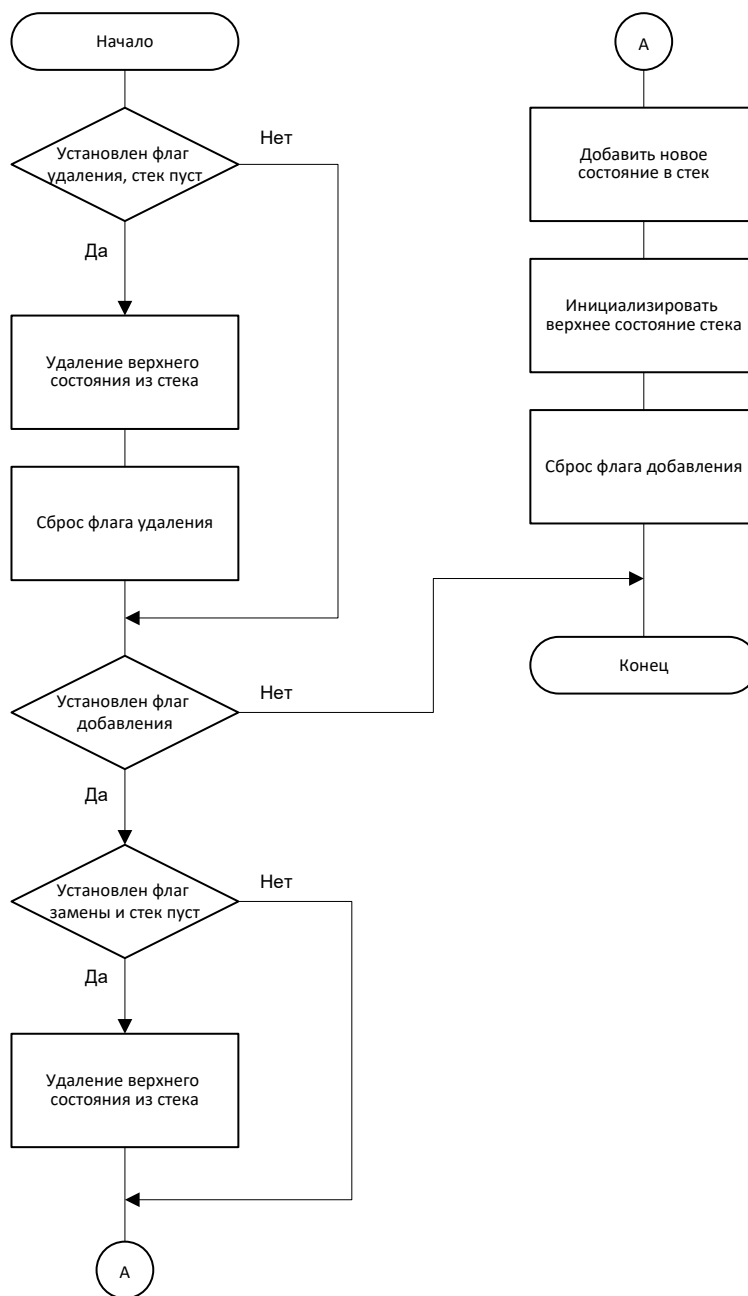 Начало
Установлен флаг
удаления, стек пуст
Нет
Да
Удаление верхнего
состояния из стека
Сброс флага удаления
Установлен флаг
добавления
Нет
Да
Установлен флаг
замены и стек пуст
Нет
Да
Удаление верхнего
состояния из стека
А
А
Добавить новое
состояние в стек
Инициализировать
верхнее состояние стека
Сброс флага добавления
Конец